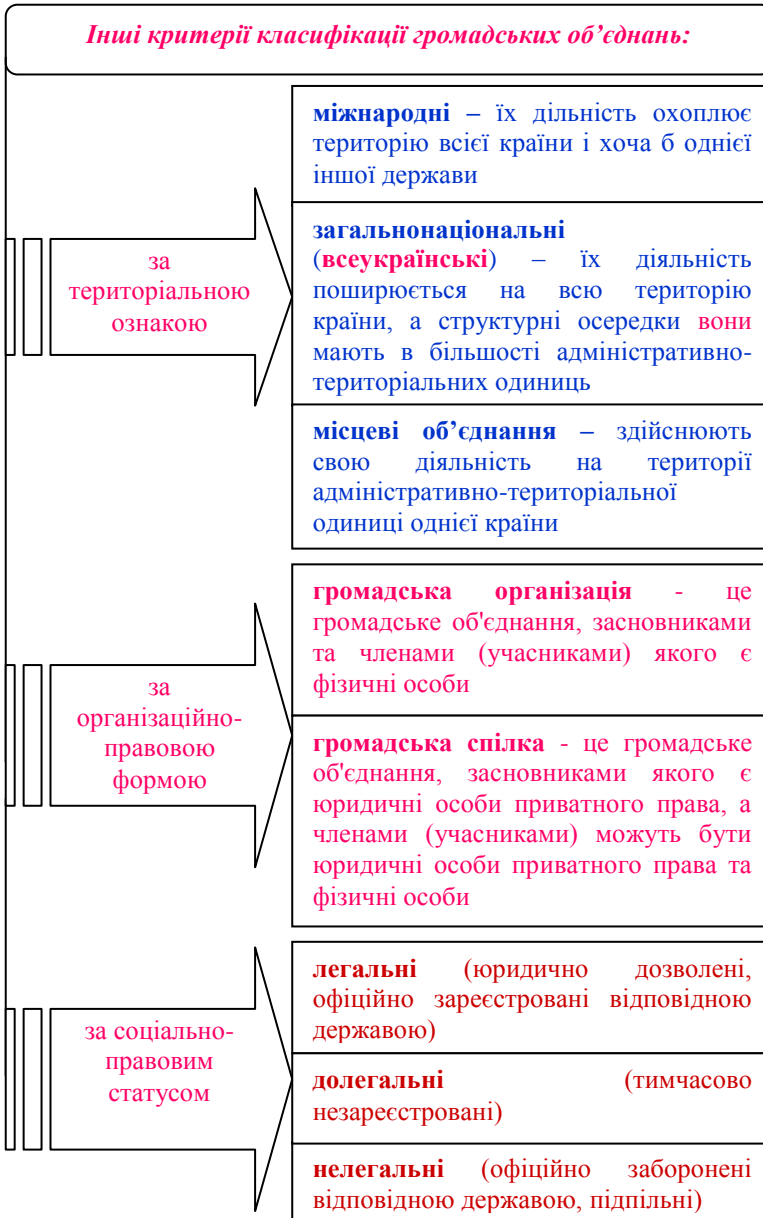 Інші критерії класифікації громадських об’єднань:
за
територіальною
ознакою
міжнародні – їх дільність охоплює
територію всієї країни і хоча б однієї
іншої держави
загальнонаціональні
(всеукраїнські) – їх діяльність
поширюється на всю територію
країни, а структурні осередки вони
мають в більшості адміністративно-
територіальних одиниць
місцеві об’єднання – здійснюють
свою діяльність на території
адміністративно-територіальної
одиниці однієї країни
за
організаційно-
правовою
формою
громадська організація - це
громадське об'єднання, засновниками
та членами (учасниками) якого є
фізичні особи
громадська спілка - це громадське
об'єднання, засновниками якого є
юридичні особи приватного права, а
членами (учасниками) можуть бути
юридичні особи приватного права та
фізичні особи
за соціально-
правовим
статусом
легальні (юридично дозволені,
офіційно зареєстровані відповідною
державою)
долегальні (тимчасово
незареєстровані)
нелегальні (офіційно заборонені
відповідною державою, підпільні)